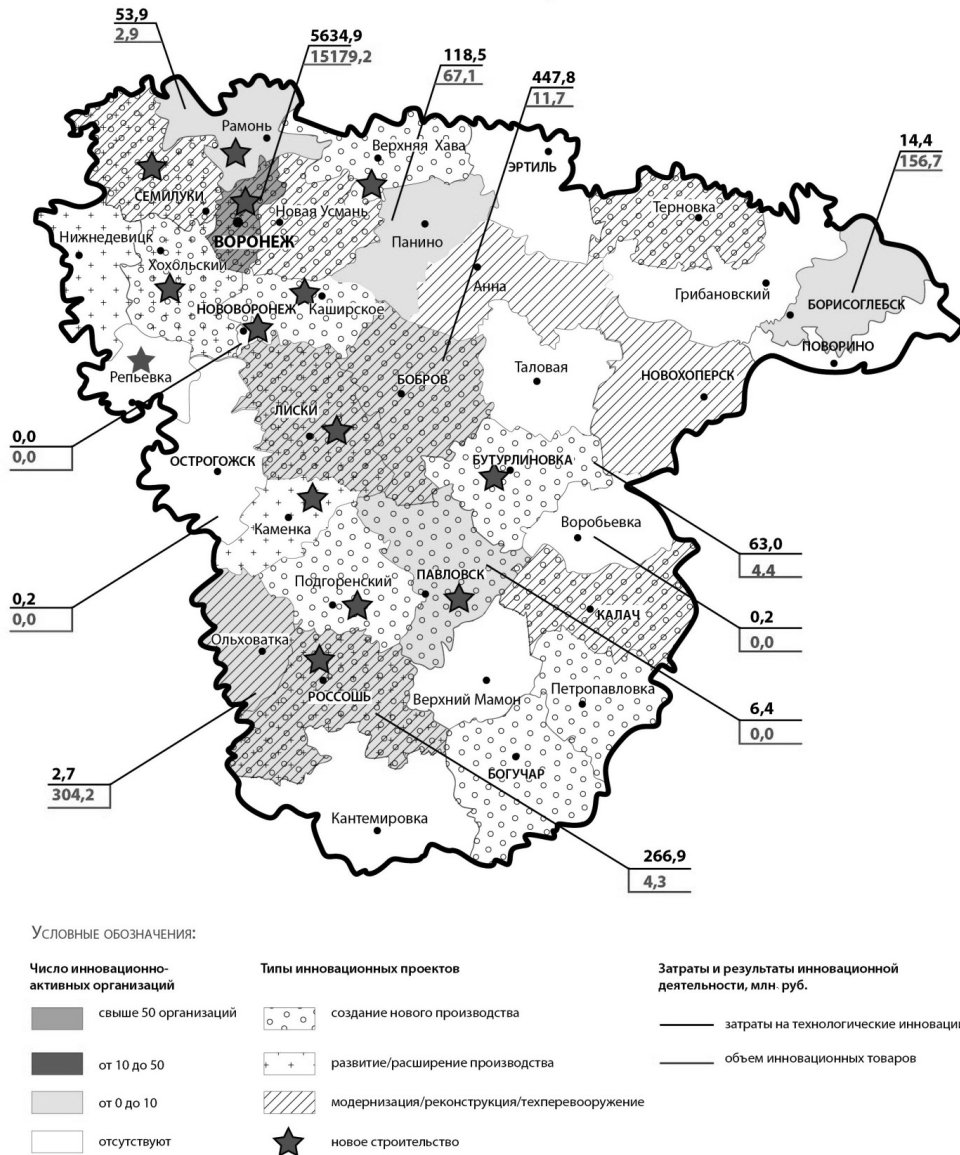 53,9
2,9
5634,9
15179,2
118,5
67,1
447,8
11,7
14,4
156,7
Рамонь
Верхняя Хава
ЭРТИЛЬ
СЕМИЛУКИ
Новая Усмань
Терновка
ВОРОНЕЖ
Панино
Нижнедевицк
Хохольский
Анна
Грибановский
БОРИСОГЛЕБСК
НОВОВОРОНЕЖ
Каширское
ПОВОРИНО
Репьевка
БОБРОВ
Таловая
НОВОХОПЕРСК
ЛИСКИ
0,0
0,0
ОСТРОГОЖСК
БУТУРЛИНОВКА
Каменка
Воробьевка
63,0
4,4
Подгоренский
ПАВЛОВСК
КАЛАЧ
0,2
0,0
0,2
0,0
Ольховатка
РОССОШЬ
Верхний Мамон
Петропавловка
6,4
0,0
БОГУЧАР
2,7
304,2
Кантемировка
266,9
4,3
Условные обозначения:
Число инновационно-
активных организаций
свыше 50 организаций
от 10 до 50
от 0 до 10
отсутствуют
Типы инновационных проектов
создание нового производства
развитие/расширение производства
модернизация/реконструкция/техперевооружение
новое строительство
Затраты и результаты инновационной
деятельности, млн. руб.
затраты на технологические инноваци
объем инновационных товаров